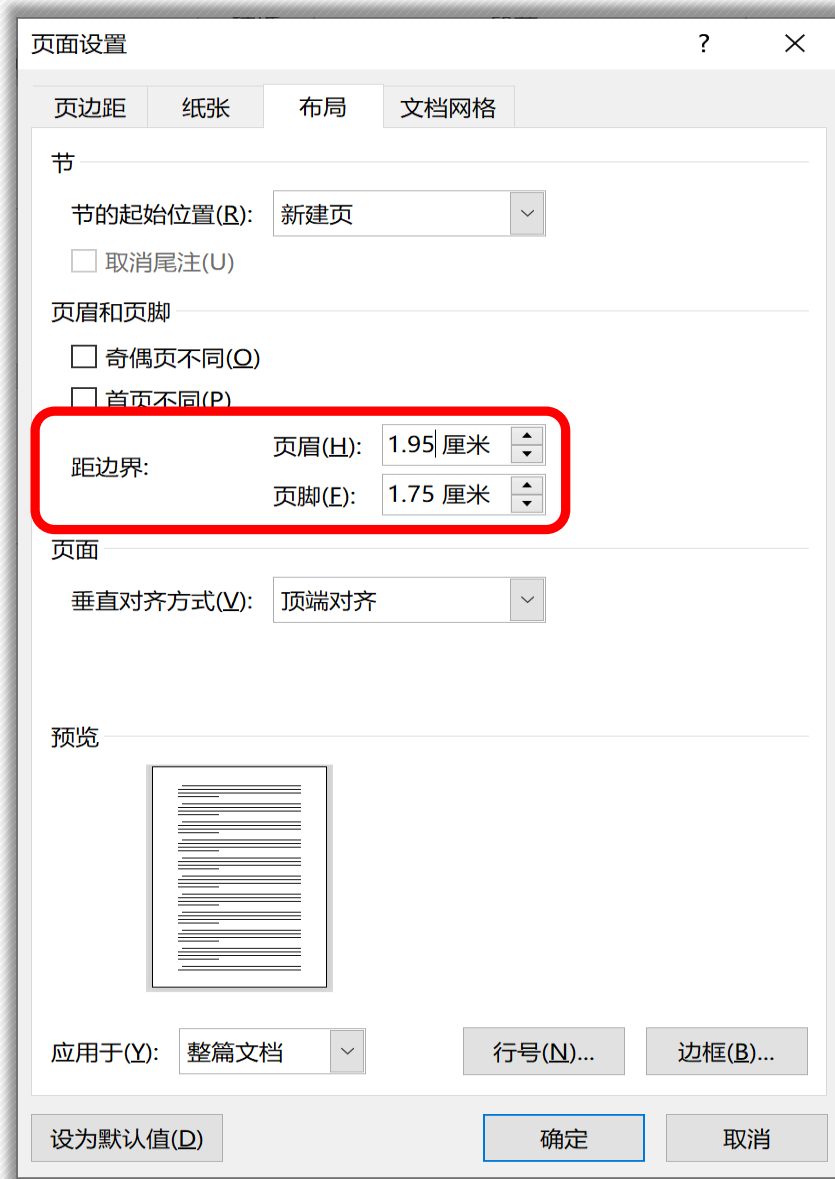 页面设置
页边距 纸张 布局 文档网格
节
节的起始位置(R): 新建页
取消尾注(U)
页眉和页脚
奇偶页不同(O)
首页不同(P)
距边界:
页眉(H): 1.95 厘米
页脚(F): 1.75 厘米
页面
垂直对齐方式(V): 顶端对齐
预览
应用于(Y): 整篇文档 行号(N)... 边框(B)...
设为默认值(D) 确定 取消